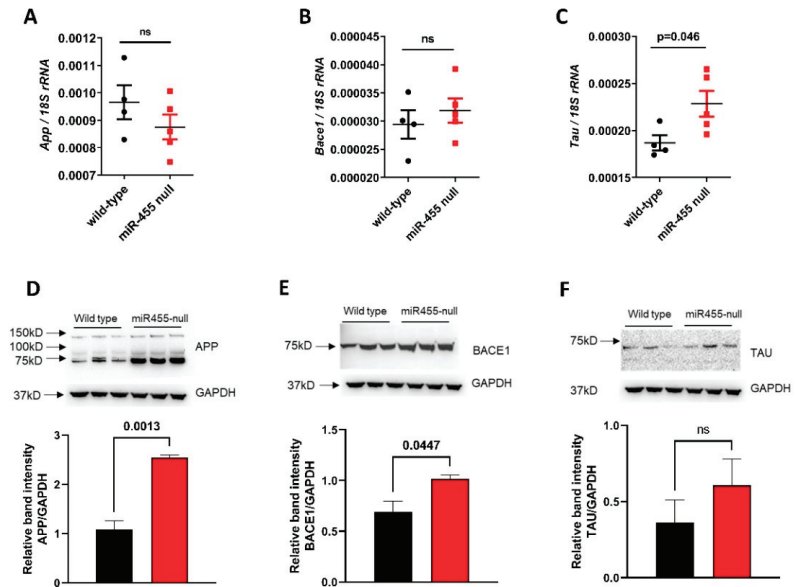 A
ns
App / 18S rRNA
0.0012
0.0011
0.0010
0.0009
0.0008
0.0007
wild-type
miR-455 null
B
ns
Bace1 / 18S rRNA
0.000045
0.000040
0.000035
0.000030
0.000025
0.000020
wild-type
miR-455 null
C
p=0.046
Tau / 18S rRNA
0.00030
0.00025
0.00020
0.00015
wild-type
miR-455 null
D
Wild type miR455-null
150kD
100kD
75kD
APP
37kD
GAPDH
0.0013
Relative band intensity
APP/GAPDH
3
2
1
0
E
Wild type miR455-null
75kD
BACE1
37kD
GAPDH
0.0447
Relative band intensity
BACE1/GAPDH
1.5
1.0
0.5
0.0
F
Wild type miR455-null
75kD
TAU
37kD
GAPDH
ns
Relative band intensity
TAU/GAPDH
1.0
0.5
0.0